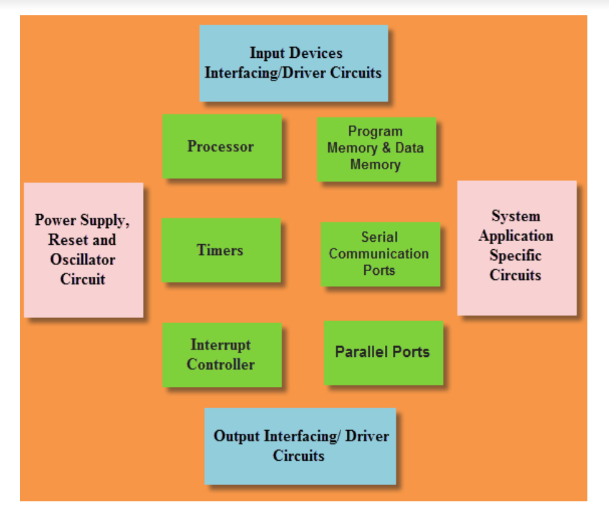 Input Devices
Interfacing/Driver Circuits
Processor
Program
Memory & Data
Memory
Power Supply,
Reset and
Oscillator
Circuit
Timers
Serial
Communication
Ports
System
Application
Specific
Circuits
Interrupt
Controller
Parallel Ports
Output Interfacing/ Driver
Circuits